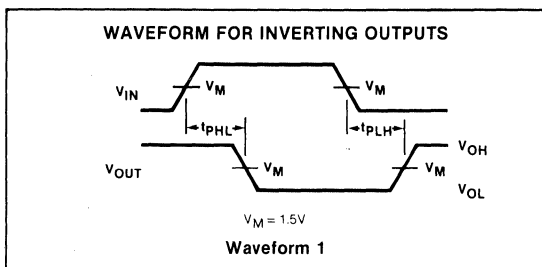 WAVEFORM FOR INVERTING OUTPUTS
VIN
VM
VM
tPHL
tPLH
VOUT
VM
VOH
VM
VOL
VM = 1.5V
Waveform 1